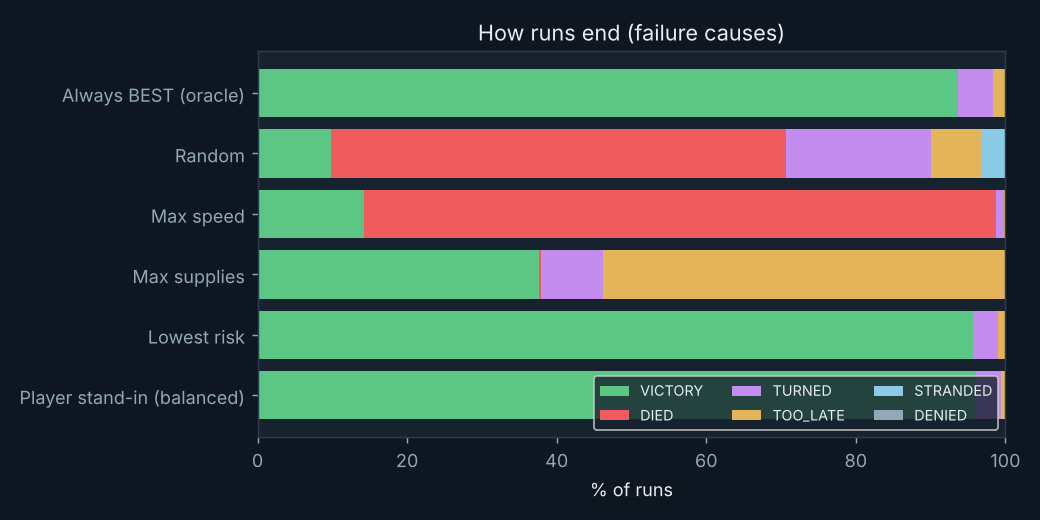 How runs end (failure causes)
Always BEST (oracle)
Random
Max speed
Max supplies
Lowest risk
Player stand-in (balanced)
VICTORY TURNED STRANDED
DIED TOO_LATE DENIED
0 20 40 60 80 100
% of runs